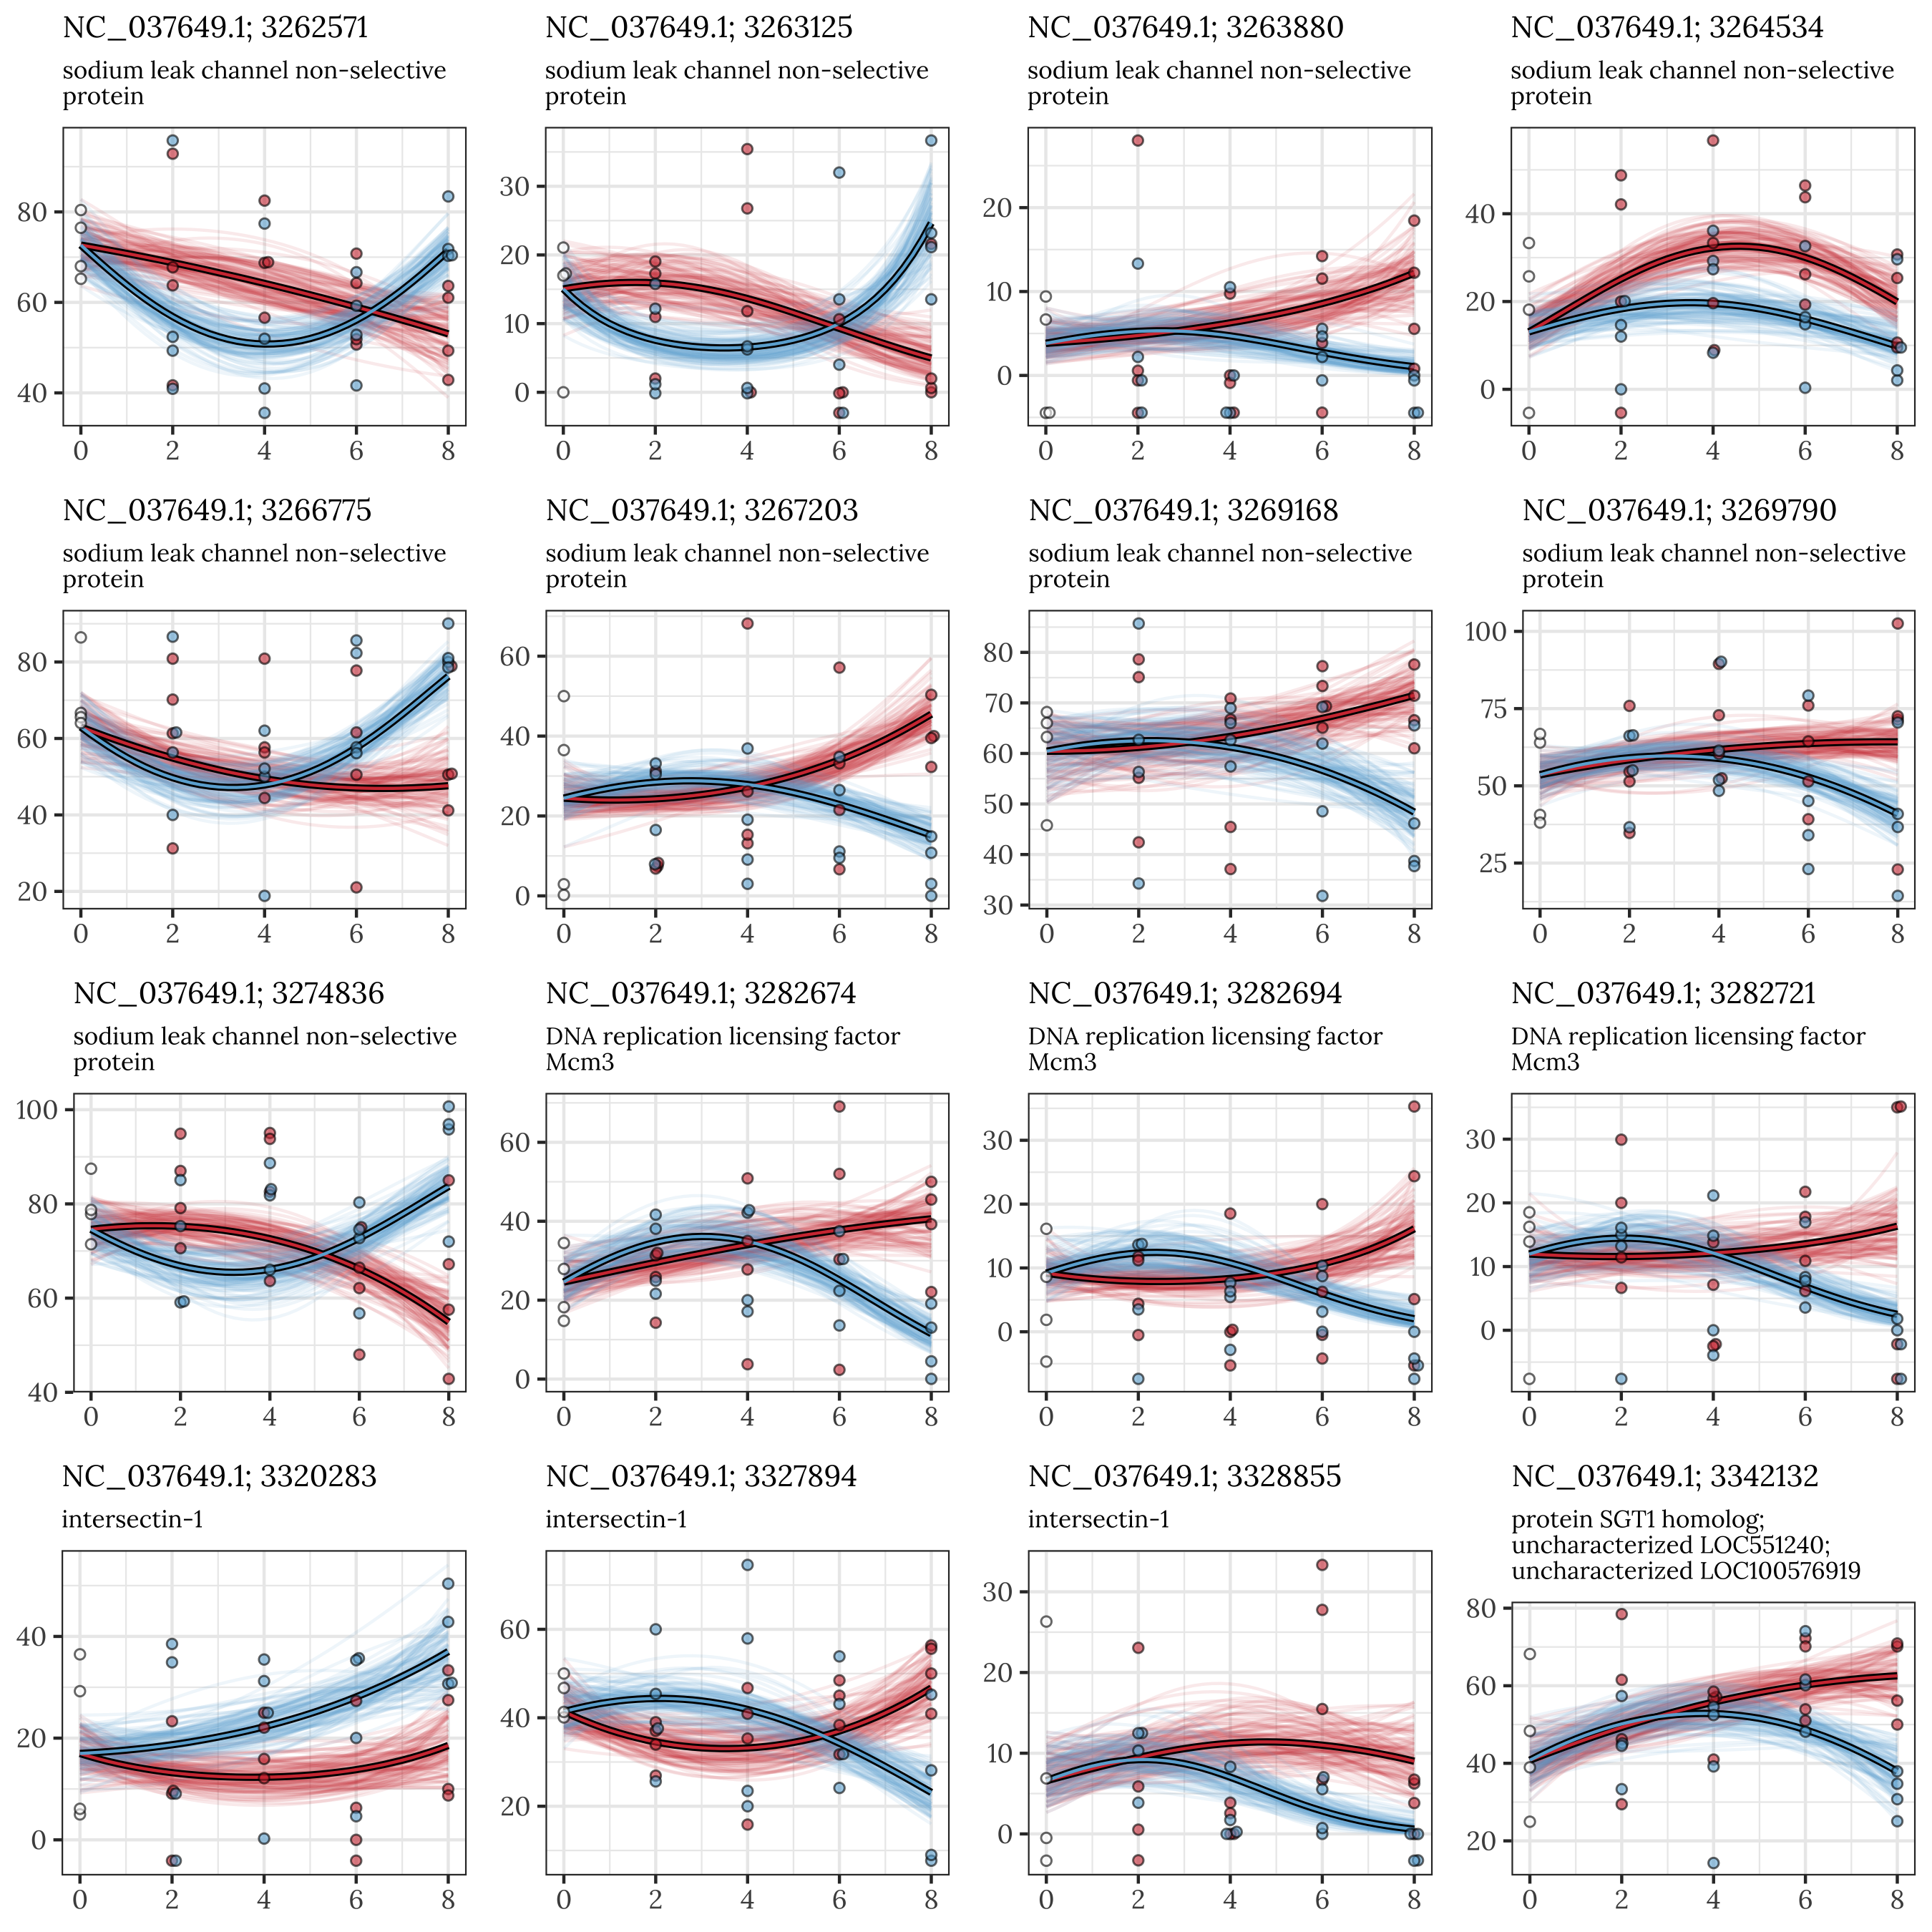 NC_037649.1; 3262571
sodium leak channel non-selective
protein
80
60
40
0 2 4 6 8
NC_037649.1; 3263125
sodium leak channel non-selective
protein
30
20
10
0
0 2 4 6 8
NC_037649.1; 3263880
sodium leak channel non-selective
protein
20
10
0
0 2 4 6 8
NC_037649.1; 3264534
sodium leak channel non-selective
protein
40
20
0
0 2 4 6 8
NC_037649.1; 3266775
sodium leak channel non-selective
protein
80
60
40
20
0 2 4 6 8
NC_037649.1; 3267203
sodium leak channel non-selective
protein
60
40
20
0
0 2 4 6 8
NC_037649.1; 3269168
sodium leak channel non-selective
protein
80
70
60
50
40
30
0 2 4 6 8
NC_037649.1; 3269790
sodium leak channel non-selective
protein
100
75
50
25
0 2 4 6 8
NC_037649.1; 3274836
sodium leak channel non-selective
protein
100
80
60
40
0 2 4 6 8
NC_037649.1; 3282674
DNA replication licensing factor
Mcm3
60
40
20
0
0 2 4 6 8
NC_037649.1; 3282694
DNA replication licensing factor
Mcm3
30
20
10
0
0 2 4 6 8
NC_037649.1; 3282721
DNA replication licensing factor
Mcm3
30
20
10
0
0 2 4 6 8
NC_037649.1; 3320283
intersectin-1
40
20
0
0 2 4 6 8
NC_037649.1; 3327894
intersectin-1
60
40
20
0 2 4 6 8
NC_037649.1; 3328855
intersectin-1
30
20
10
0
0 2 4 6 8
NC_037649.1; 3342132
protein SGT1 homolog;
uncharacterized LOC551240;
uncharacterized LOC100576919
80
60
40
20
0 2 4 6 8